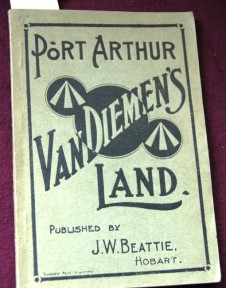 PORT ARTHUR
VAN DIEMEN'S
LAND.
PUBLISHED BY
J.W. BEATTIE,
HOBART.